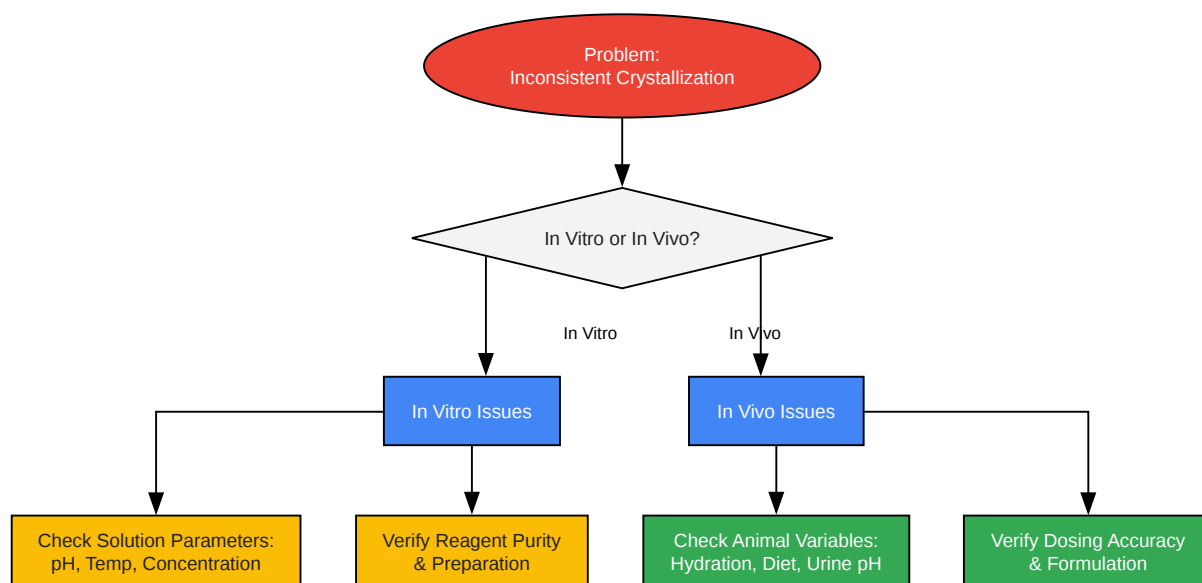 Problem:
Inconsistent Crystallization
In Vitro or In Vivo?
In Vitro
In Vivo
In Vitro Issues
In Vivo Issues
Check Solution Parameters:
pH, Temp, Concentration
Verify Reagent Purity
& Preparation
Check Animal Variables:
Hydration, Diet, Urine pH
Verify Dosing Accuracy
& Formulation